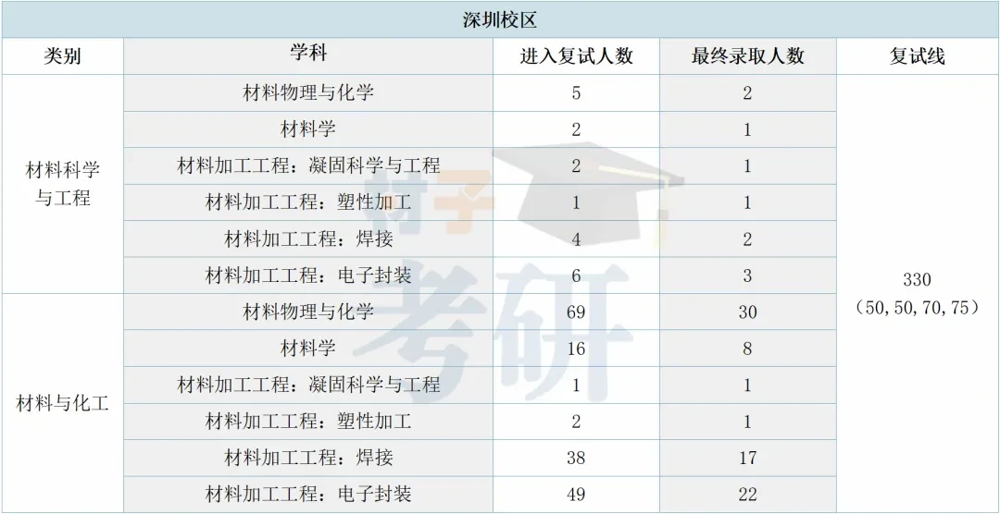 深圳校区
类别 学科 进入复试人数 最终录取人数 复试线
材料科学与工程 材料物理与化学 5 2 330（50,50,70,75）
材料学 2 1
材料加工工程：凝固科学与工程 2 1
材料加工工程：塑性加工 1 1
材料加工工程：焊接 4 2
材料加工工程：电子封装 6 3
材料与化工 材料物理与化学 69 30
材料学 16 8
材料加工工程：凝固科学与工程 1 1
材料加工工程：塑性加工 2 1
材料加工工程：焊接 38 17
材料加工工程：电子封装 49 22
材子
考研